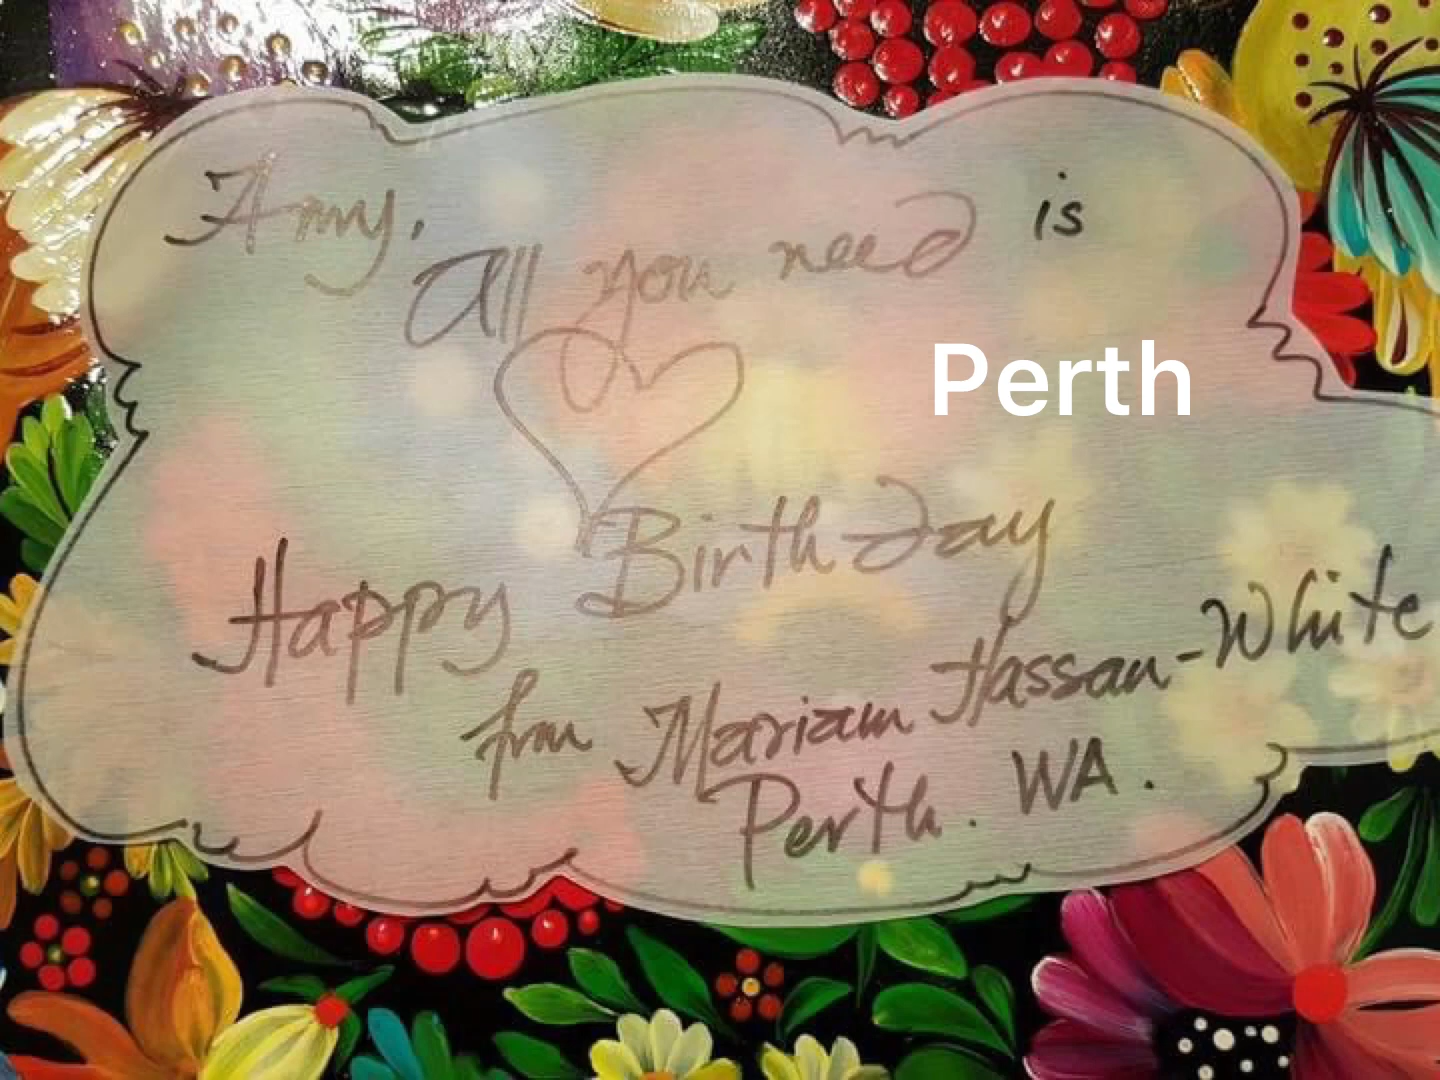 Amy,
All you need is
Perth
Happy Birthday
from Mariam Hassan-White
Perth. WA.